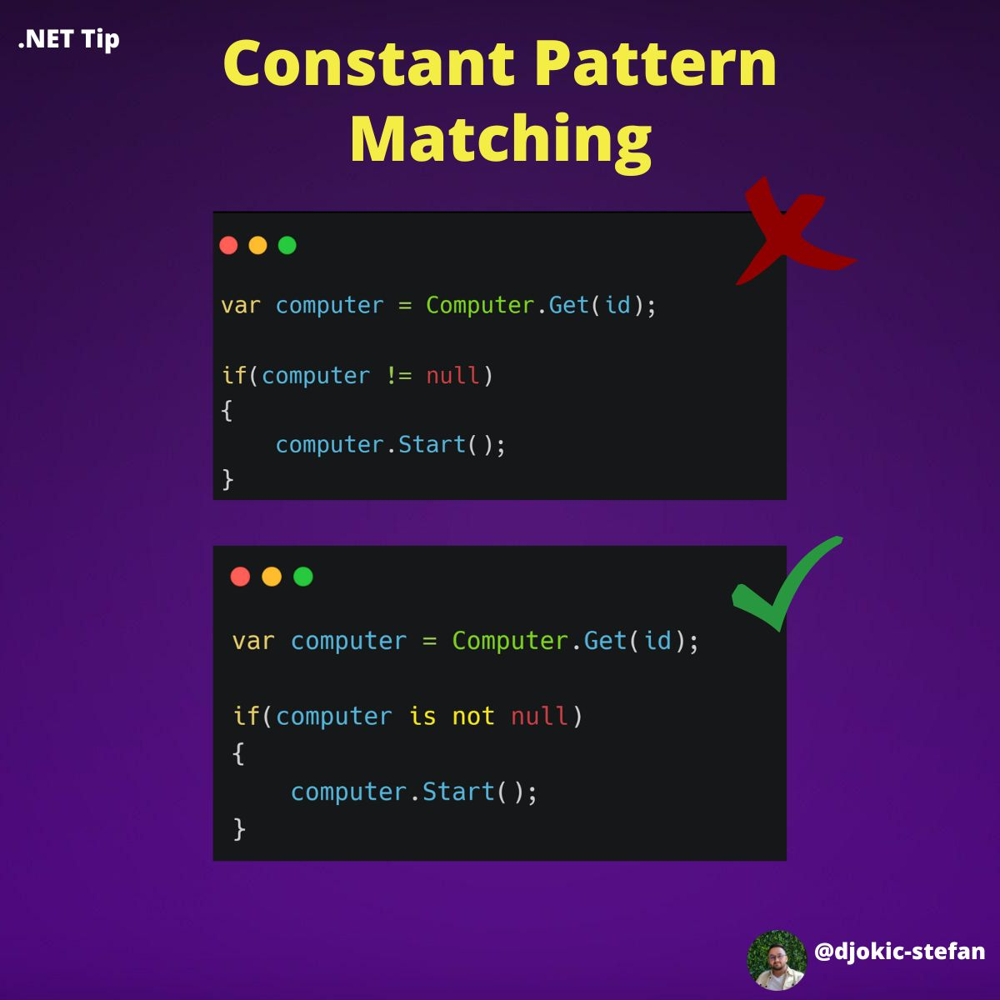 .NET Tip
Constant Pattern
Matching
var computer = Computer.Get(id);
if(computer != null)
{
    computer.Start();
}
var computer = Computer.Get(id);
if(computer is not null)
{
    computer.Start();
}
@djokic-stefan